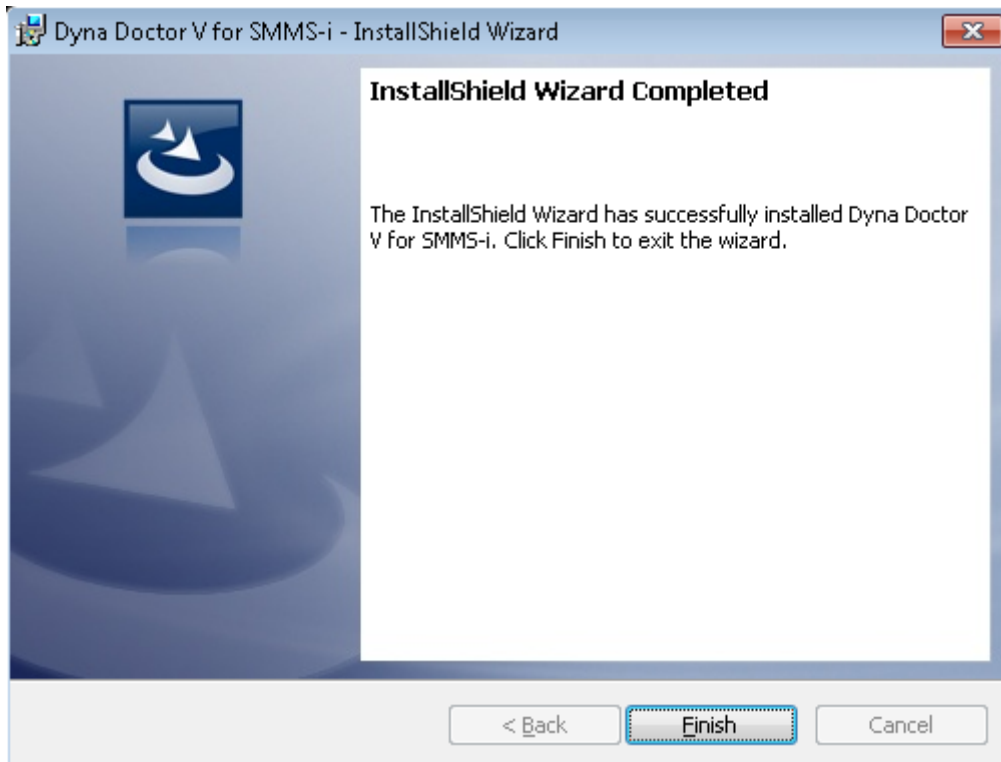 Dyna Doctor V for SMMS-i - InstallShield Wizard
InstallShield Wizard Completed
The InstallShield Wizard has successfully installed Dyna Doctor
V for SMMS-i. Click Finish to exit the wizard.
< Back
Finish
Cancel